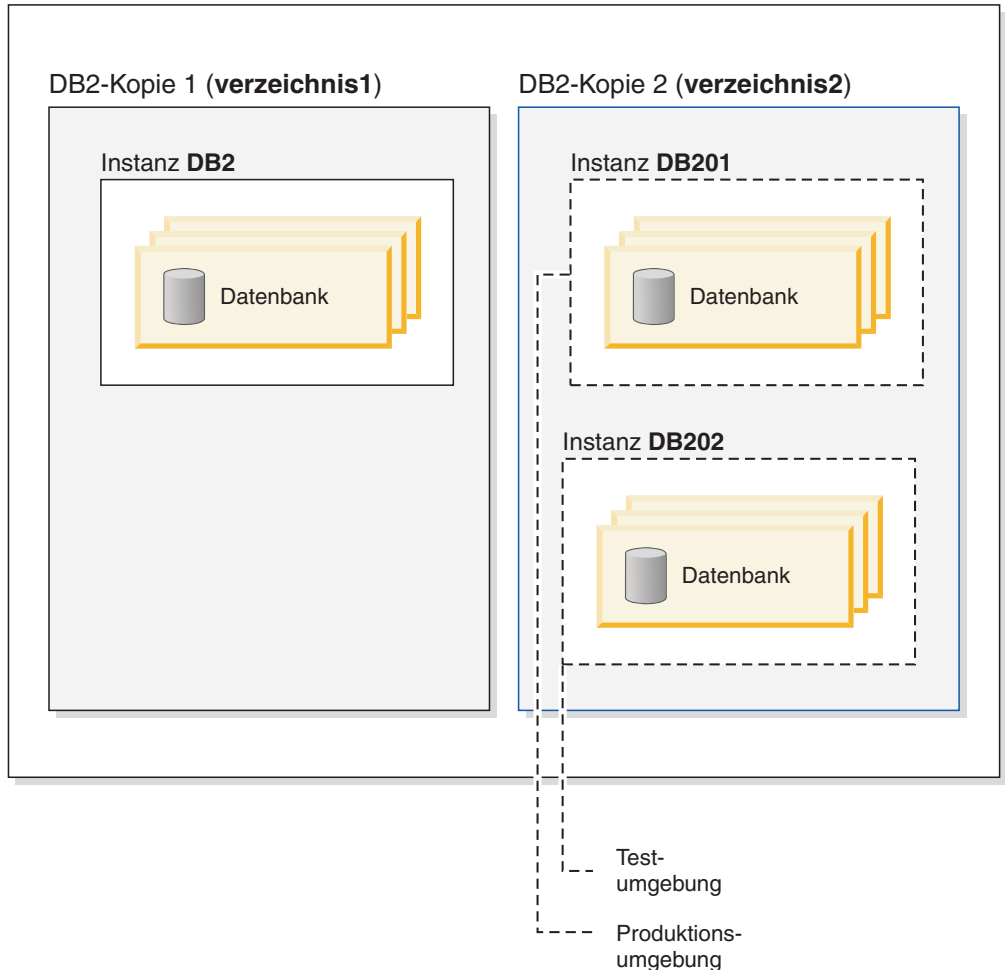 DB2-Kopie 1 (verzeichnis1)
Instanz DB2
Datenbank
DB2-Kopie 2 (verzeichnis2)
Instanz DB201
Datenbank
Instanz DB202
Datenbank
Test-
umgebung
Produktions-
umgebung